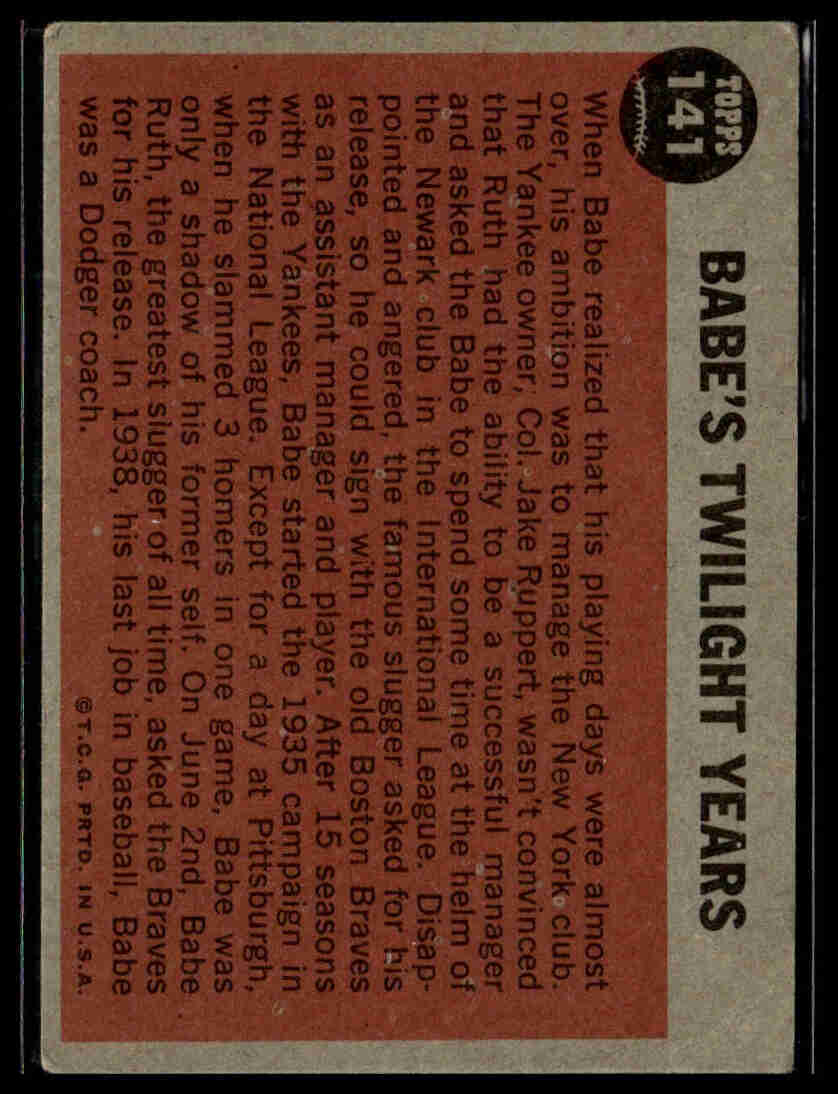 TOPPS
141
BABE'S TWILIGHT YEARS
When Babe realized that his playing days were almost
over, his ambition was to manage the New York club.
The Yankee owner, Col. Jake Ruppert, wasn't convinced
that Ruth had the ability to be a successful manager
and asked the Babe to spend some time at the helm of
the Newark club in the International League. Disap-
pointed and angered, the famous slugger asked for his
release, so he could sign with the old Boston Braves
as an assistant manager and player. After 15 seasons
with the Yankees, Babe started the 1935 campaign in
the National League. Except for a day at Pittsburgh,
when he slammed 3 homers in one game, Babe was
only a shadow of his former self. On June 2nd, Babe
Ruth, the greatest slugger of all time, asked the Braves
for his release. In 1938, his last job in baseball, Babe
was a Dodger coach.
©T.C.G. PRTD. IN U.S.A.